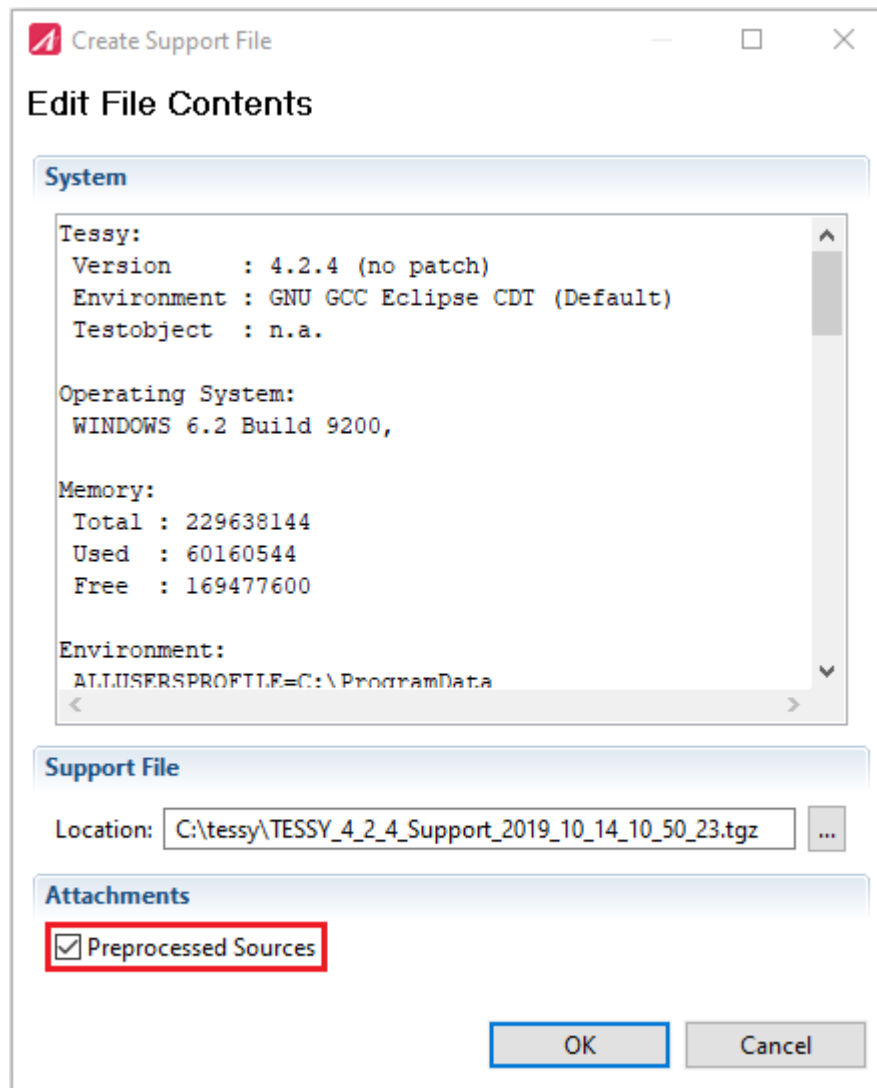 Create Support File
Edit File Contents
System
Tessy:
Version : 4.2.4 (no patch)
Environment : GNU GCC Eclipse CDT (Default)
Testobject : n.a.
Operating System:
WINDOWS 6.2 Build 9200,
Memory:
Total : 229638144
Used : 60160544
Free : 169477600
Environment:
ALLUSERSPROFILE=C:\ProgramData
Support File
Location: C:\tessy\TESSY_4_2_4_Support_2019_10_14_10_50_23.tgz ...
Attachments
Preprocessed Sources
OK Cancel